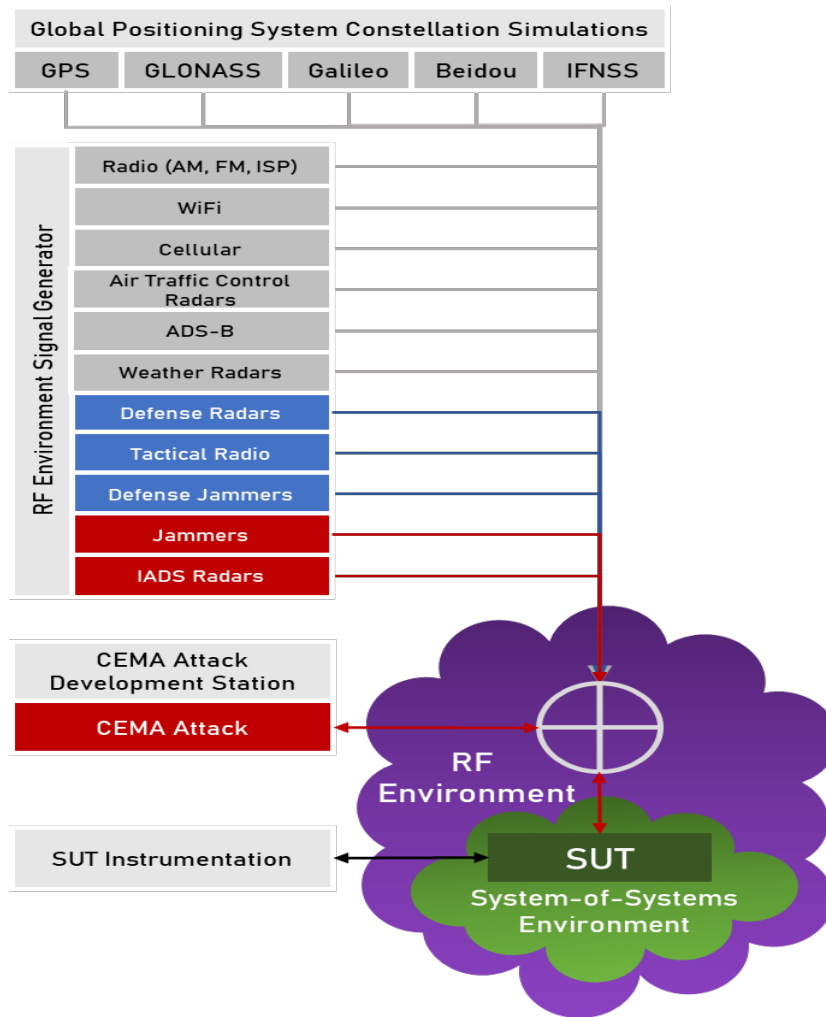 Global Positioning System Constellation Simulations
GPS
GLONASS
Galileo
Beidou
IFNSS
RF Environment Signal Generator
Radio (AM, FM, ISP)
WiFi
Cellular
Air Traffic Control
Radars
ADS-B
Weather Radars
Defense Radars
Tactical Radio
Defense Jammers
Jammers
IADS Radars
CEMA Attack
Development Station
CEMA Attack
RF
Environment
SUT Instrumentation
SUT
System-of-Systems
Environment